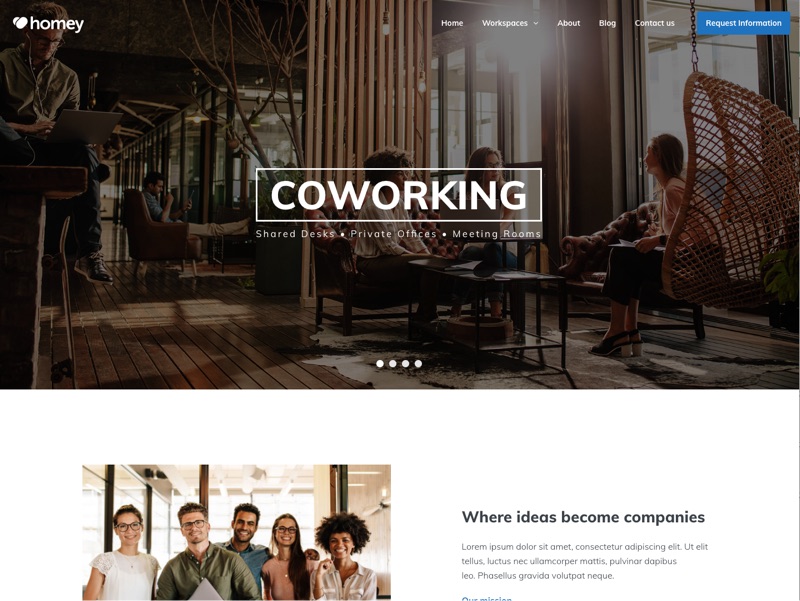 homey
Home Workspaces About Blog Contact us Request Information
COWORKING
Shared Desks • Private Offices • Meeting Rooms
Where ideas become companies
Lorem ipsum dolor sit amet, consectetur adipiscing elit. Ut elit
tellus, luctus nec ullamcorper mattis, pulvinar dapibus
leo. Phasellus gravida volutpat neque.
Our mission